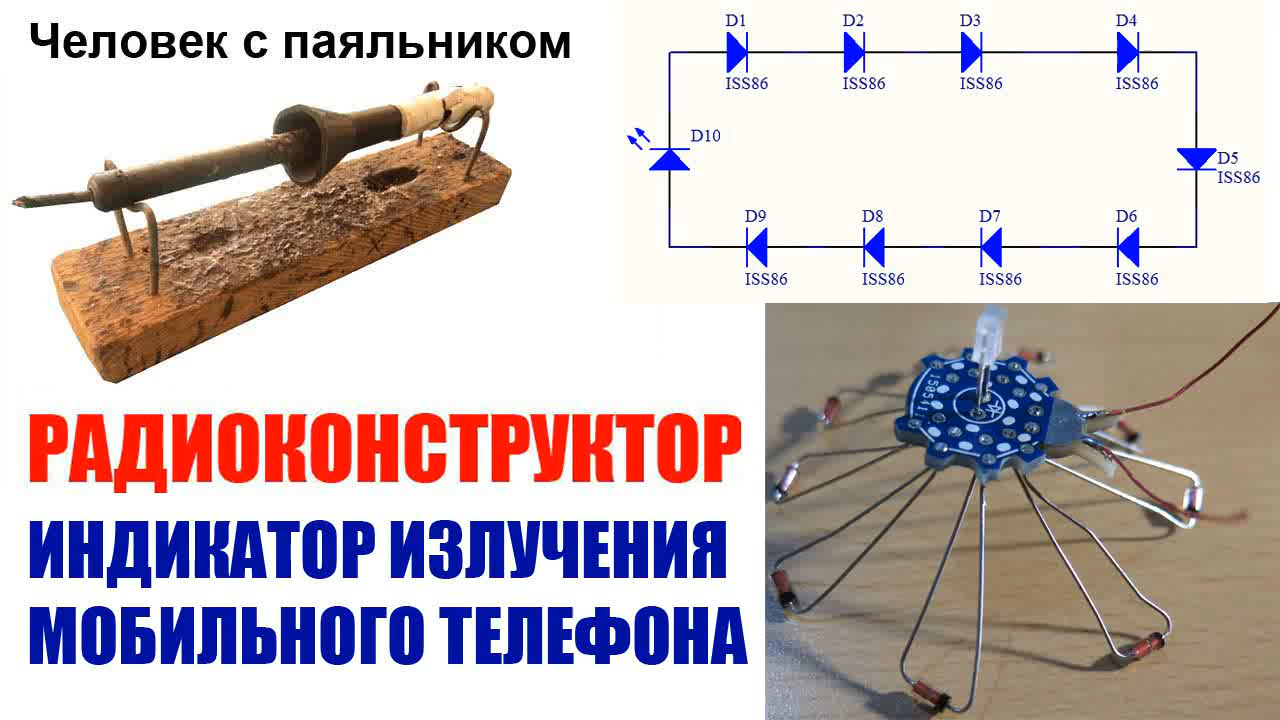 Человек с паяльником
D1
D2
D3
D4
ISS86
ISS86
ISS86
ISS86
D10
D5
ISS86
D9
D8
D7
D6
ISS86
ISS86
ISS86
ISS86
РАДИОКОНСТРУКТОР
ИНДИКАТОР ИЗЛУЧЕНИЯ
МОБИЛЬНОГО ТЕЛЕФОНА